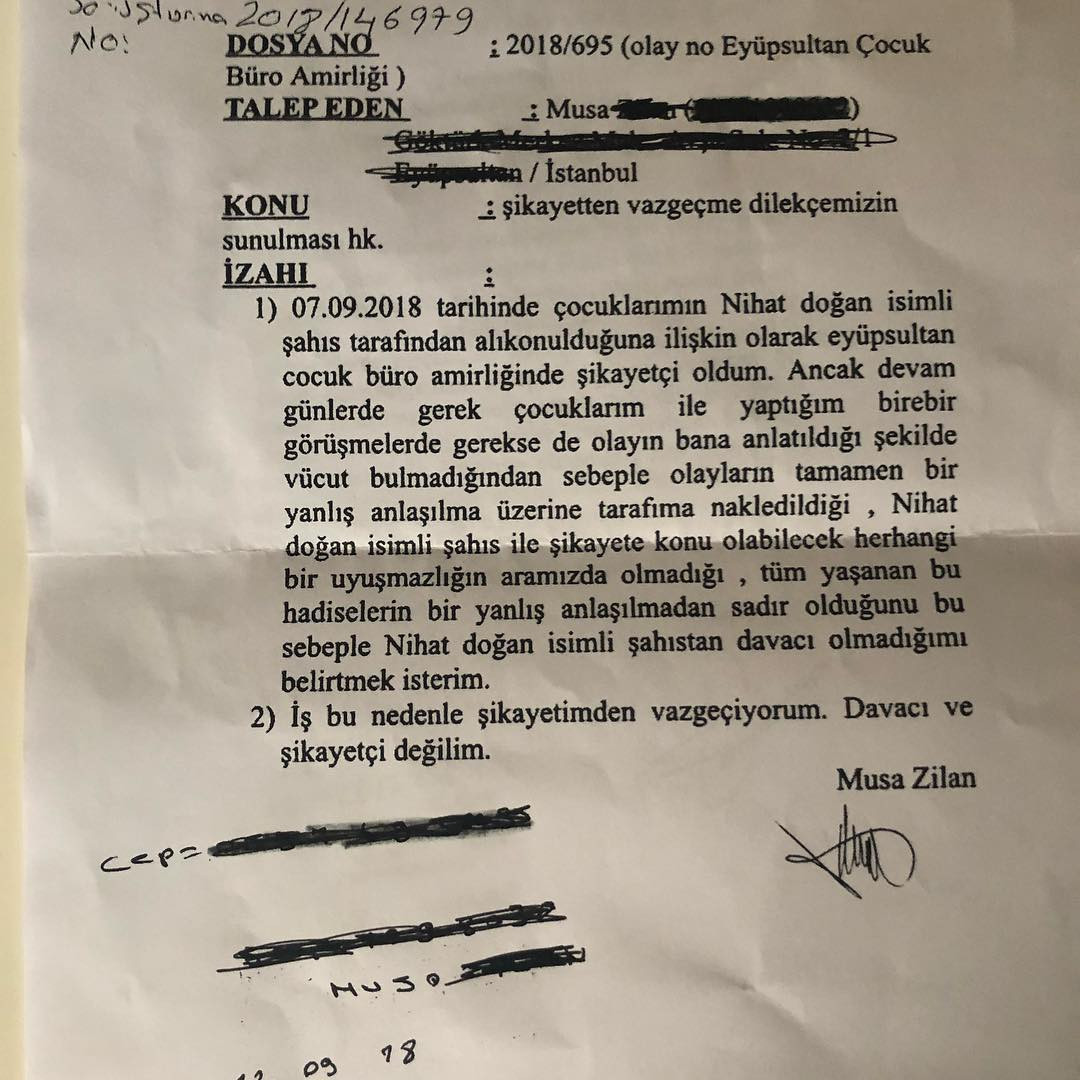 Soruşturma 2018/146979
No:
DOSYA NO : 2018/695 (olay no Eyüpsultan Çocuk
Büro Amirliği )
TALEP EDEN : Musa
/ İstanbul
KONU : şikayetten vazgeçme dilekçemizin
sunulması hk.
İZAHI :
1) 07.09.2018 tarihinde çocuklarımın Nihat doğan isimli
şahıs tarafından alıkonulduğuna ilişkin olarak eyüpsultan
cocuk büro amirliğinde şikayetçi oldum. Ancak devam
günlerde gerek çocuklarım ile yaptığım birebir
görüşmelerde gerekse de olayın bana anlatıldığı şekilde
vücut bulmadığından sebeple olayların tamamen bir
yanlış anlaşılma üzerine tarafıma nakledildiği , Nihat
doğan isimli şahıs ile şikayete konu olabilecek herhangi
bir uyuşmazlığın aramızda olmadığı , tüm yaşanan bu
hadiselerin bir yanlış anlaşılmadan sadır olduğunu bu
sebeple Nihat doğan isimli şahıstan davacı olmadığımı
belirtmek isterim.
2) İş bu nedenle şikayetimden vazgeçiyorum. Davacı ve
şikayetçi değilim.
Musa Zilan
Cep=
Musa
09 18